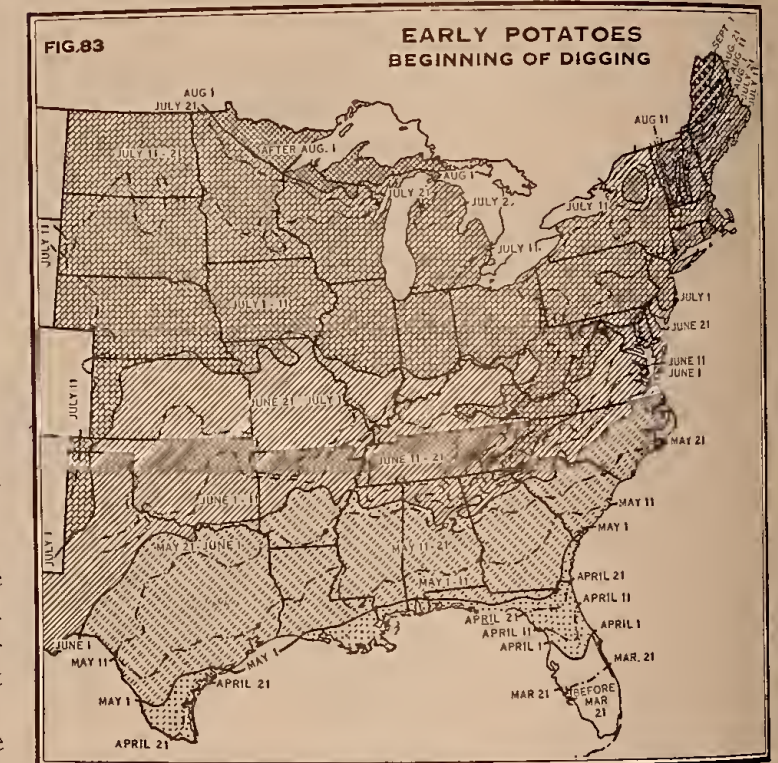 FIG.83
EARLY POTATOES
BEGINNING OF DIGGING
SEPT 1
AUG. 21
AUG 11
AUG 1
JULY 21
AUG 11
JULY 11-21
AFTER AUG. 1
AUG 1
JULY 21
JULY 11
JULY 11
JULY 11
JULY 1-11
JULY 1
JUNE 21
JUNE 11
JUNE 1
JULY 11
JUNE 21 JULY 1
MAY 21
JUNE 11-21
JUNE 1-11
MAY 11
MAY 1
JULY 1
MAY 21-JUNE 1
MAY 11-21
MAY 1-11
APRIL 21
APRIL 11
APRIL 21
APRIL 11
APRIL 1
APRIL 1
JUNE 1
MAY 11
MAY 1
MAR. 21
APRIL 21
MAY 1
MAR 21
BEFORE
MAR
21
APRIL 21